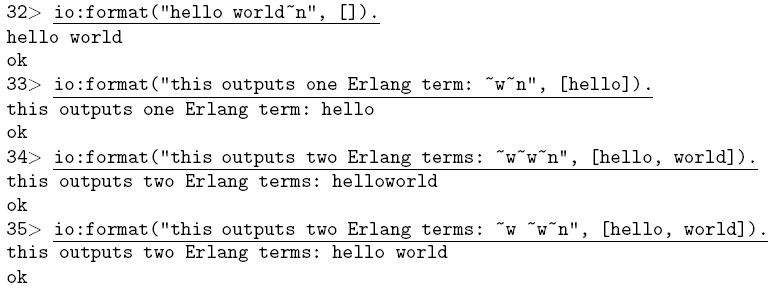 32> io:format("hello world~n", []).
hello world
ok
33> io:format("this outputs one Erlang term: ~w~n", [hello]).
this outputs one Erlang term: hello
ok
34> io:format("this outputs two Erlang terms: ~w~w~n", [hello, world]).
this outputs two Erlang terms: helloworld
ok
35> io:format("this outputs two Erlang terms: ~w ~w~n", [hello, world]).
this outputs two Erlang terms: hello world
ok